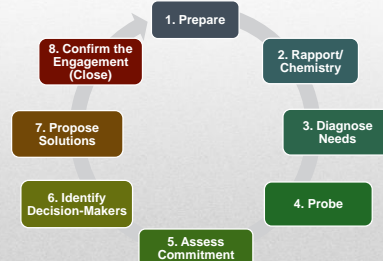 1. Prepare
2. Rapport/
Chemistry
3. Diagnose
Needs
4. Probe
5. Assess
Commitment
6. Identify
Decision-Makers
7. Propose
Solutions
8. Confirm the
Engagement
(Close)